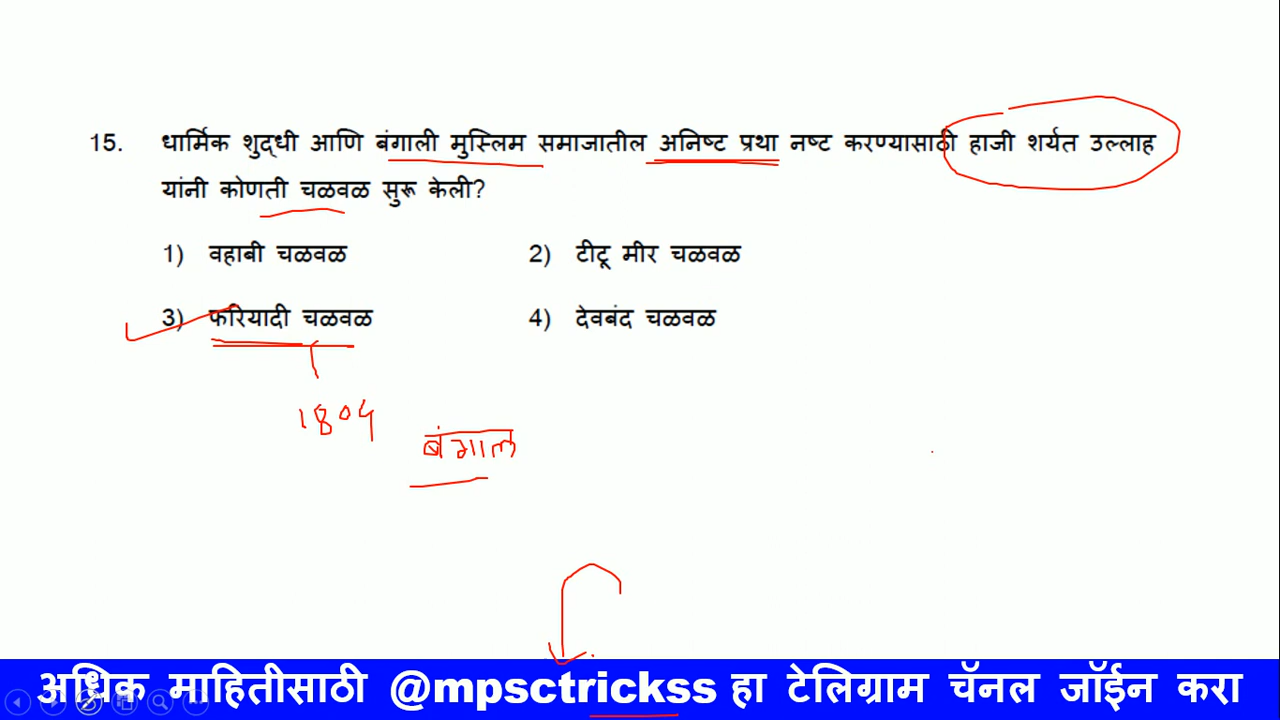 15. धार्मिक शुद्धी आणि बंगाली मुस्लिम समाजातील अनिष्ट प्रथा नष्ट करण्यासाठी हाजी शर्यत उल्लाह
यांनी कोणती चळवळ सुरू केली?
1) वहाबी चळवळ 2) टीटू मीर चळवळ
3) फरियादी चळवळ 4) देवबंद चळवळ
1804
बंगाल
अधिक माहितीसाठी @mpsctrickss हा टेलिग्राम चॅनल जॉईन करा